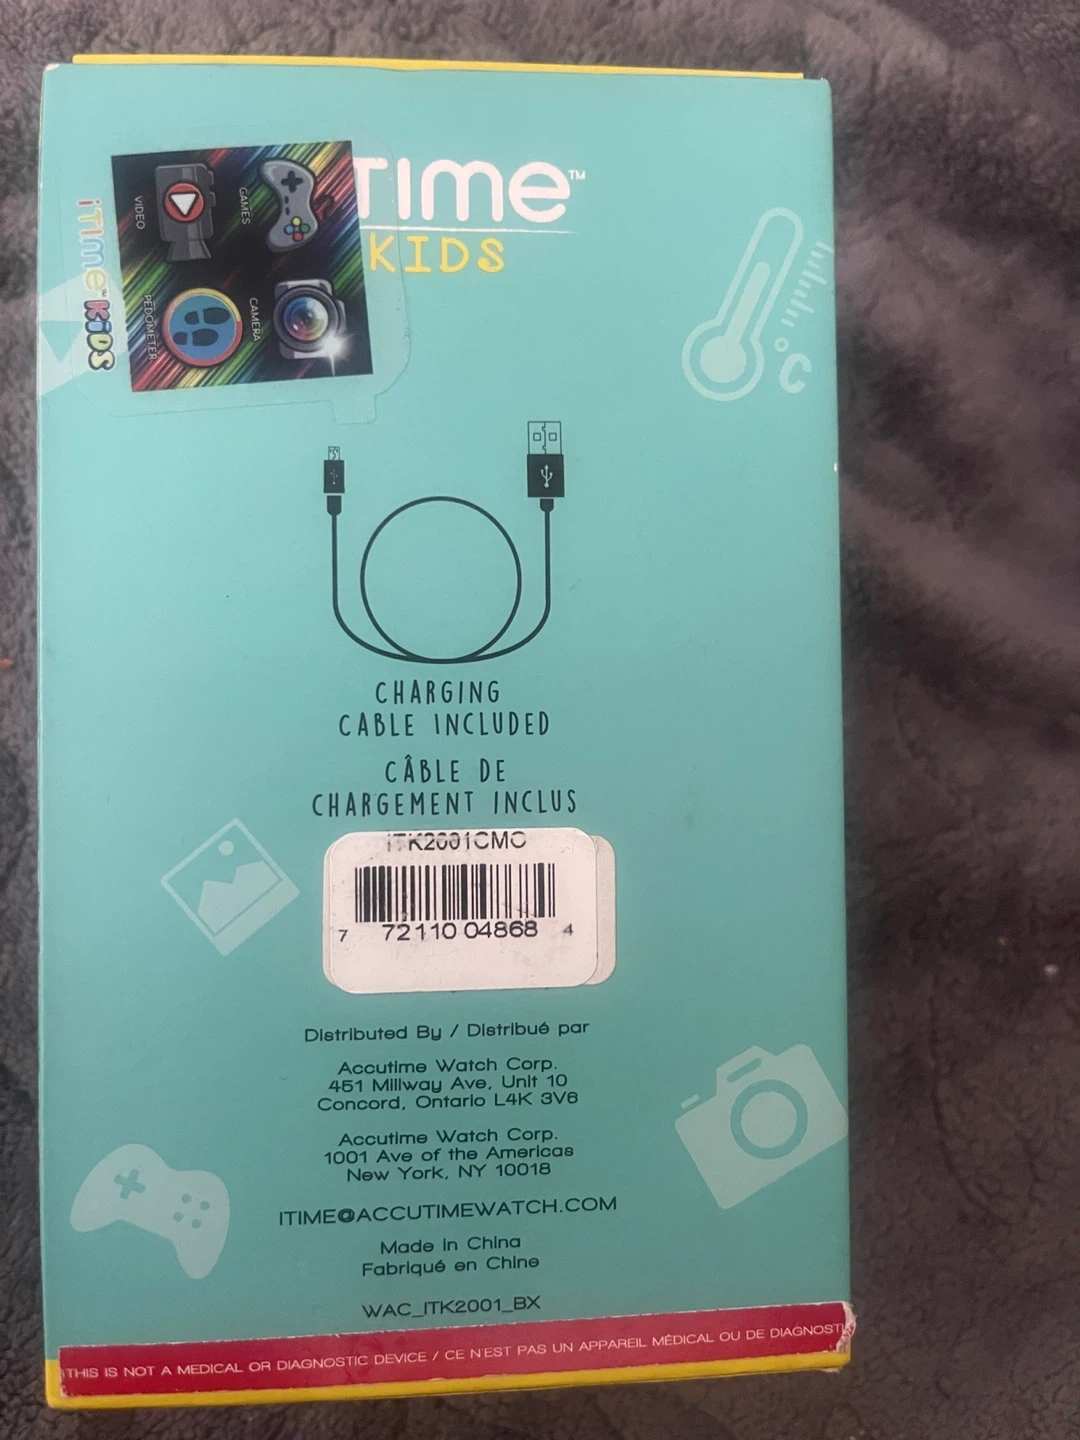 TIME™
KIDS
VIDEO
GAMES
PEDOMETER
CAMERA
iTime™ KiDS
°C
CHARGING
CABLE INCLUDED
CÂBLE DE
CHARGEMENT INCLUS
ITK2001CMC
7 72110 04868 4
Distributed By / Distribué par
Accutime Watch Corp.
451 Millway Ave, Unit 10
Concord, Ontario L4K 3V6
Accutime Watch Corp.
1001 Ave of the Americas
New York, NY 10018
ITIME@ACCUTIMEWATCH.COM
Made in China
Fabriqué en Chine
WAC_ITK2001_BX
THIS IS NOT A MEDICAL OR DIAGNOSTIC DEVICE / CE N'EST PAS UN APPAREIL MÉDICAL OU DE DIAGNOSTI